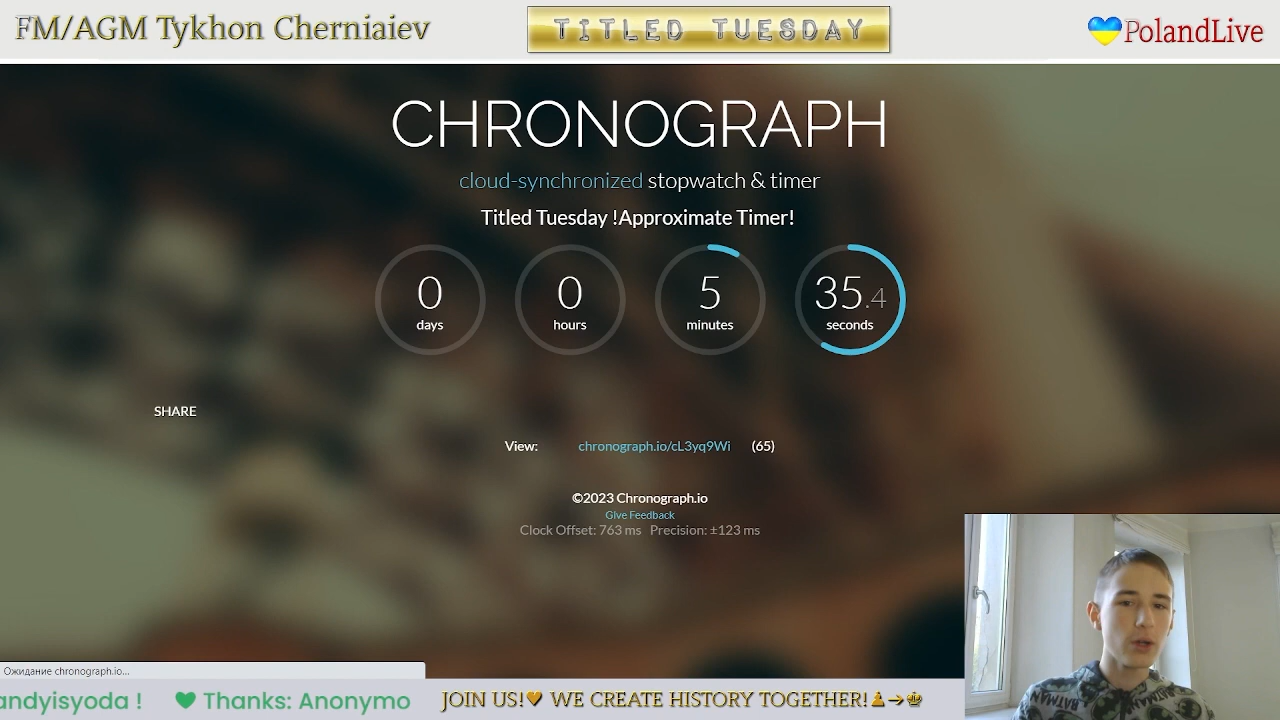 FM/AGM Tykhon Cherniaiev
TITLED TUESDAY
PolandLive
CHRONOGRAPH
cloud-synchronized stopwatch & timer
Titled Tuesday !Approximate Timer!
0 0 5 35.4
days hours minutes seconds
SHARE
View: chronograph.io/cL3yq9Wi (65)
©2023 Chronograph.io
Give Feedback
Clock Offset: 763 ms Precision: ±123 ms
BATMAN
Ожидание chronograph.io...
andyisyoda ! Thanks: Anonymo
JOIN US!🧡 WE CREATE HISTORY TOGETHER!♟→♚